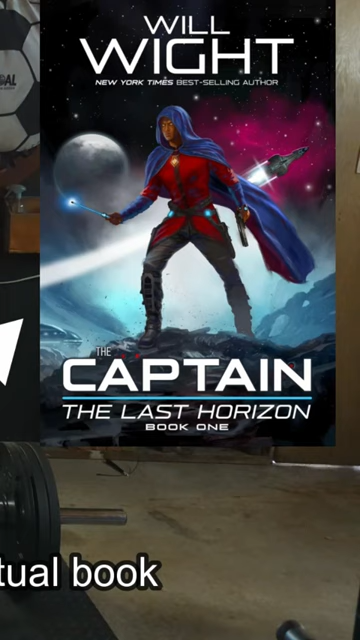 WILL
WIGHT
NEW YORK TIMES BEST-SELLING AUTHOR
THE
CAPTAIN
THE LAST HORIZON
BOOK ONE
tual book